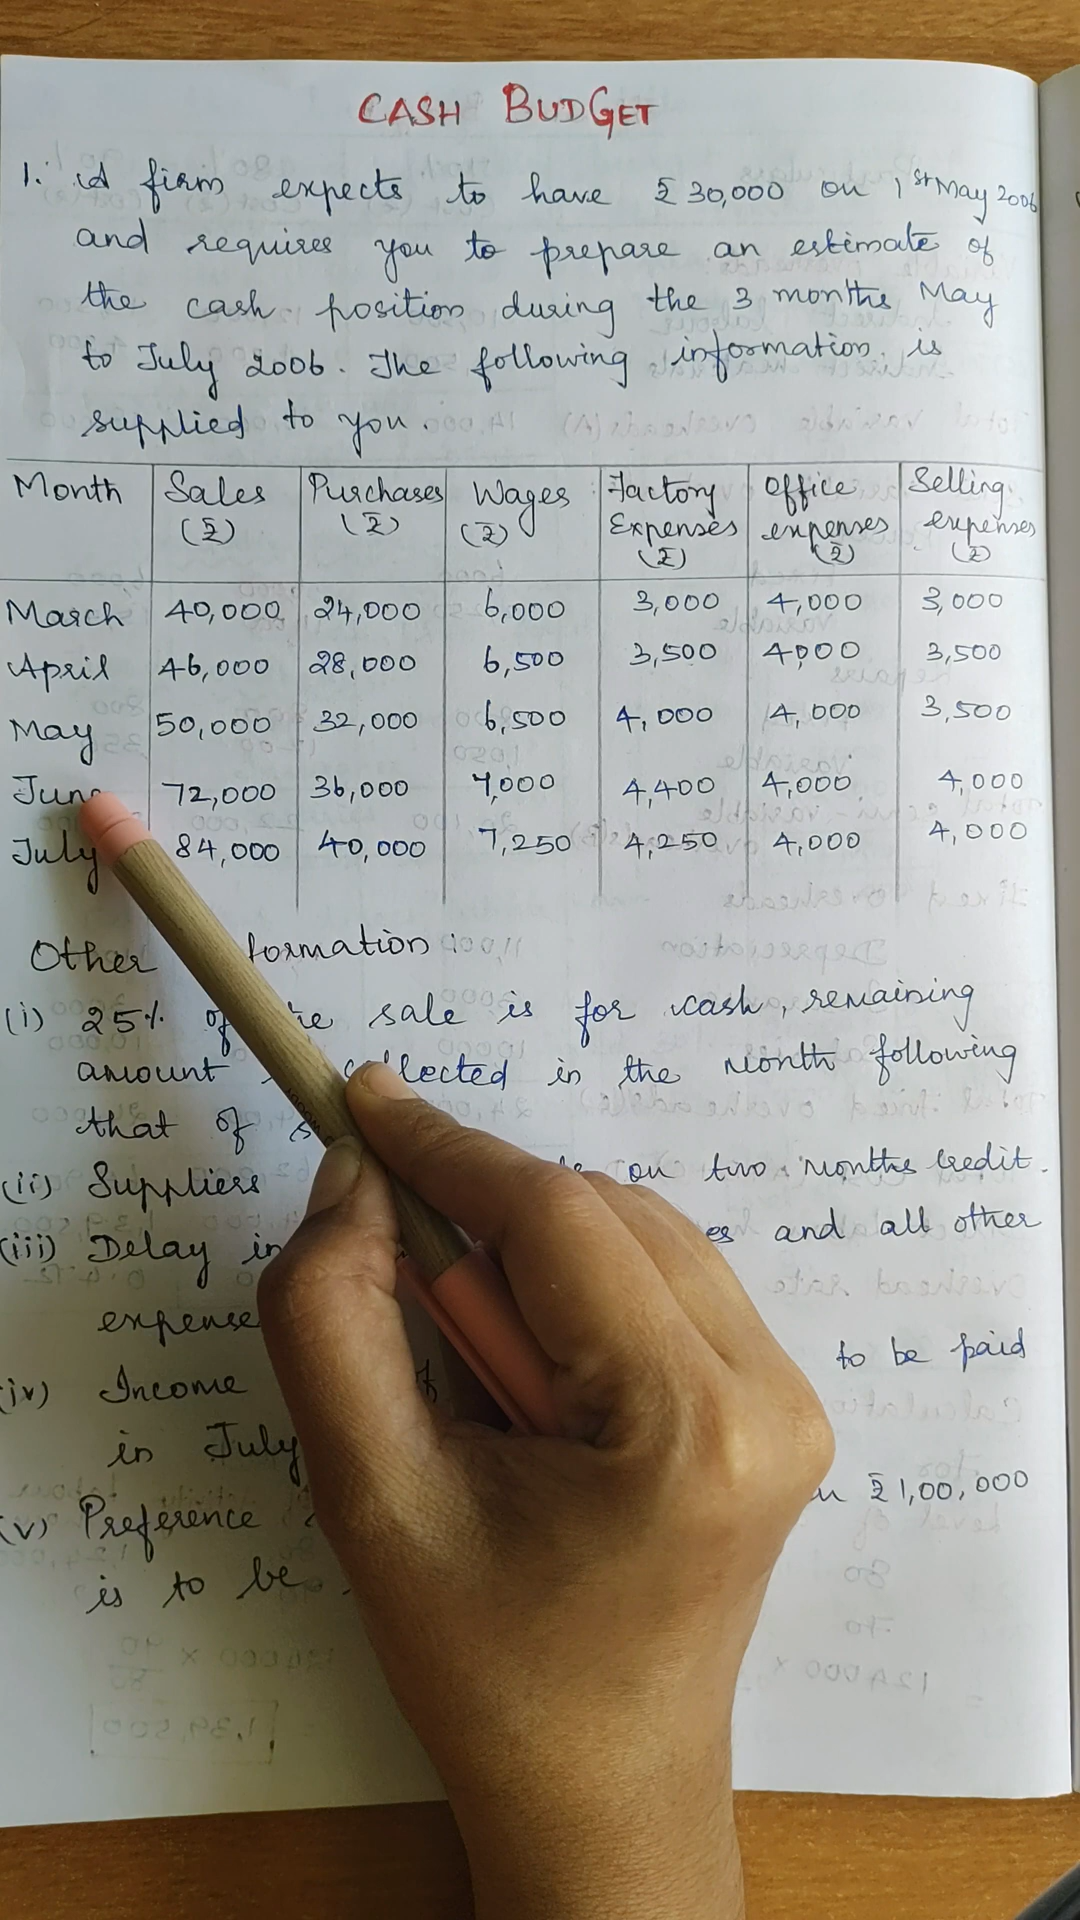 CASH BUDGET
1. A firm expects to have ₹ 30,000 on 1st May 2006
and requires you to prepare an estimate of
the cash position during the 3 months May
to July 2006. The following information is
supplied to you.
Month Sales (₹) Purchases (₹) Wages (₹) Factory Expenses (₹) Office expenses (₹) Selling expenses (₹)
March 40,000 24,000 6,000 3,000 4,000 3,000
April 46,000 28,000 6,500 3,500 4,000 3,500
May 50,000 32,000 6,500 4,000 4,000 3,500
June 72,000 36,000 7,000 4,400 4,000 4,000
July 84,000 40,000 7,250 4,250 4,000 4,000
Other formation :
(i) 25% of the sale is for cash, remaining
amount collected in the month following
that of
(ii) Suppliers on two months credit.
(iii) Delay in and all other
expense
(iv) Income of to be paid
in July
(v) Preference ₹ 1,00,000
is to be